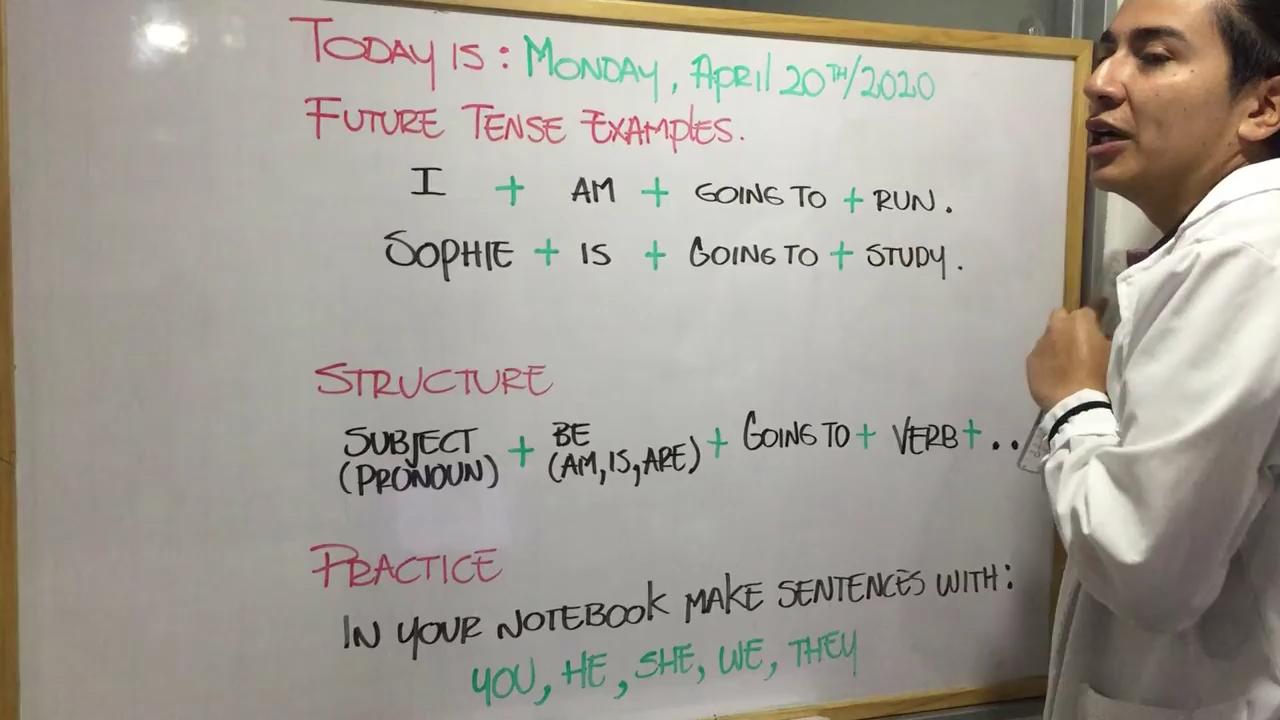 TODAY IS: MONDAY, APRIL 20TH/2020
FUTURE TENSE EXAMPLES.
I + AM + GOING TO + RUN.
SOPHIE + IS + GOING TO + STUDY.
STRUCTURE
SUBJECT (PRONOUN) + BE (AM, IS, ARE) + GOING TO + VERB + ..
PRACTICE
IN YOUR NOTEBOOK MAKE SENTENCES WITH:
YOU, HE, SHE, WE, THEY